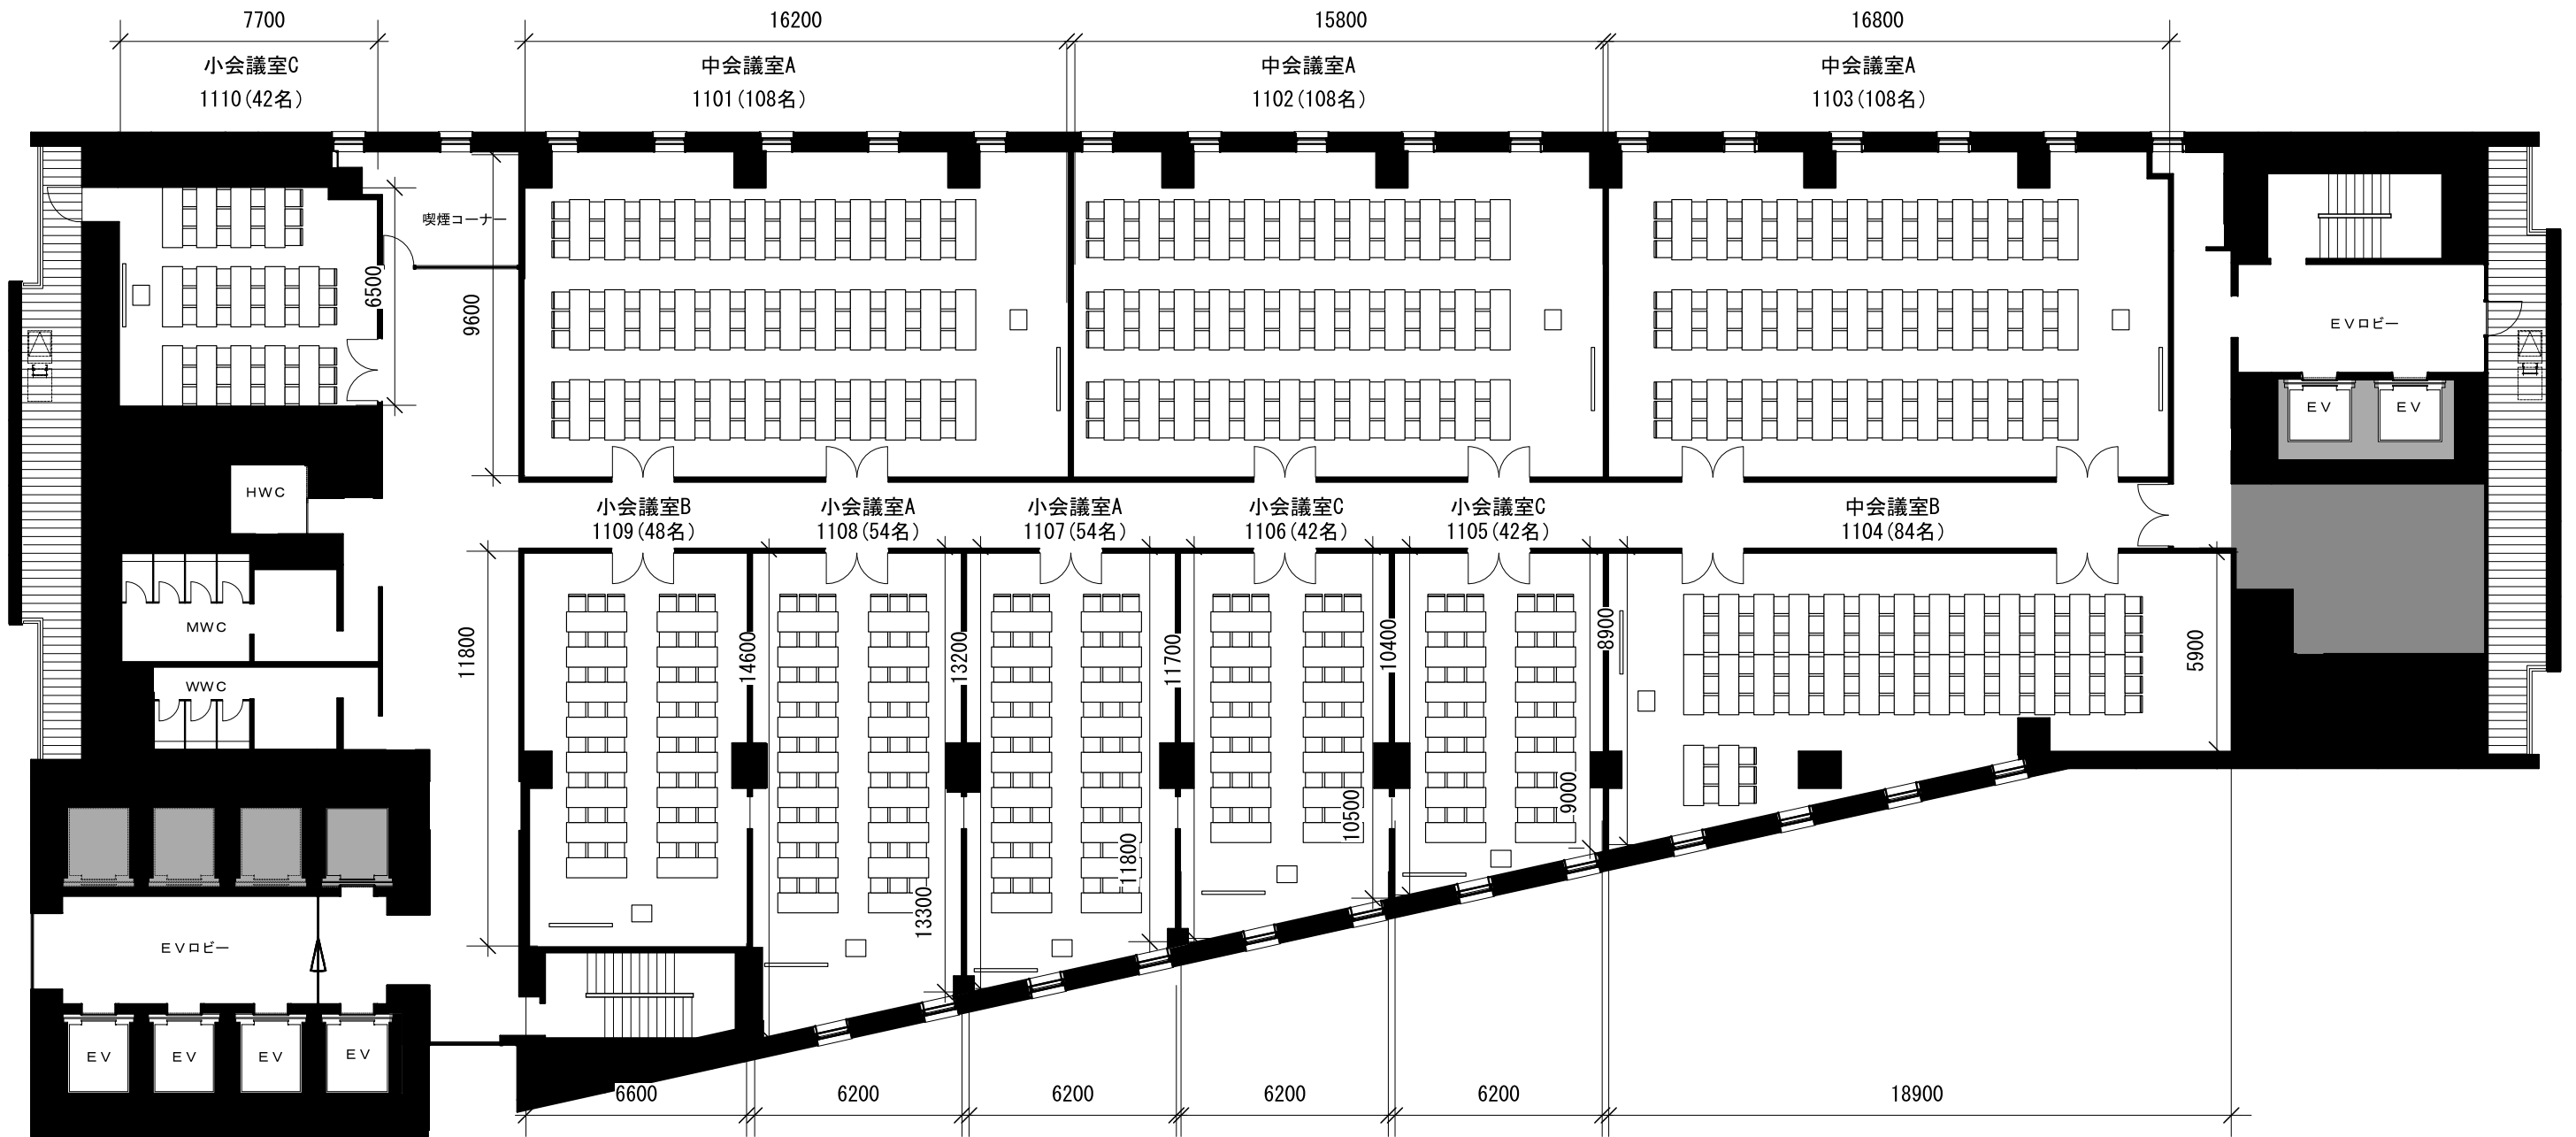 7700
16200
15800
16800
小会議室C
1110(42名)
中会議室A
1101(108名)
中会議室A
1102(108名)
中会議室A
1103(108名)
喫煙コーナー
6500
9600
EVロビー
EV
EV
HWC
小会議室B
1109(48名)
小会議室A
1108(54名)
小会議室A
1107(54名)
小会議室C
1106(42名)
小会議室C
1105(42名)
中会議室B
1104(84名)
MWC
WWC
11800
14600
13200
11700
10400
8900
5900
13300
11800
10500
9000
EVロビー
EV
EV
EV
EV
6600
6200
6200
6200
6200
18900